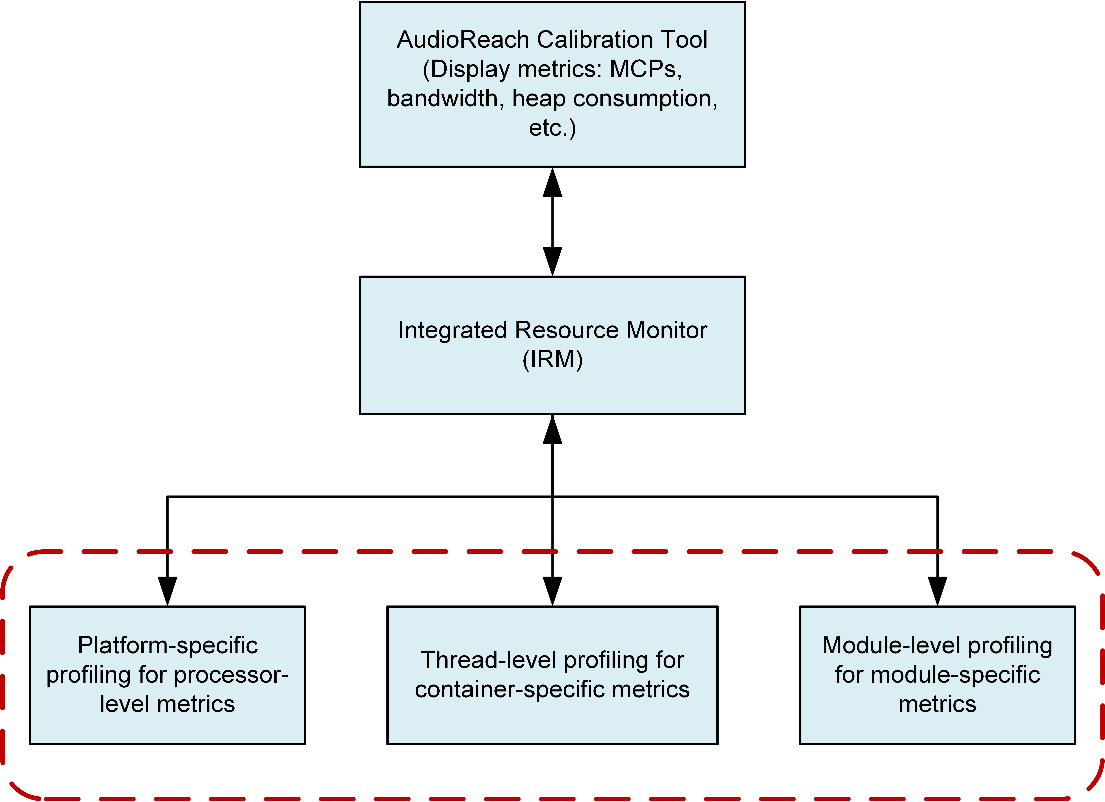 AudioReach Calibration Tool
(Display metrics: MCPs,
bandwidth, heap consumption,
etc.)
Integrated Resource Monitor
(IRM)
Platform-specific
profiling for processor-
level metrics
Thread-level profiling for
container-specific metrics
Module-level profiling
for module-specific
metrics